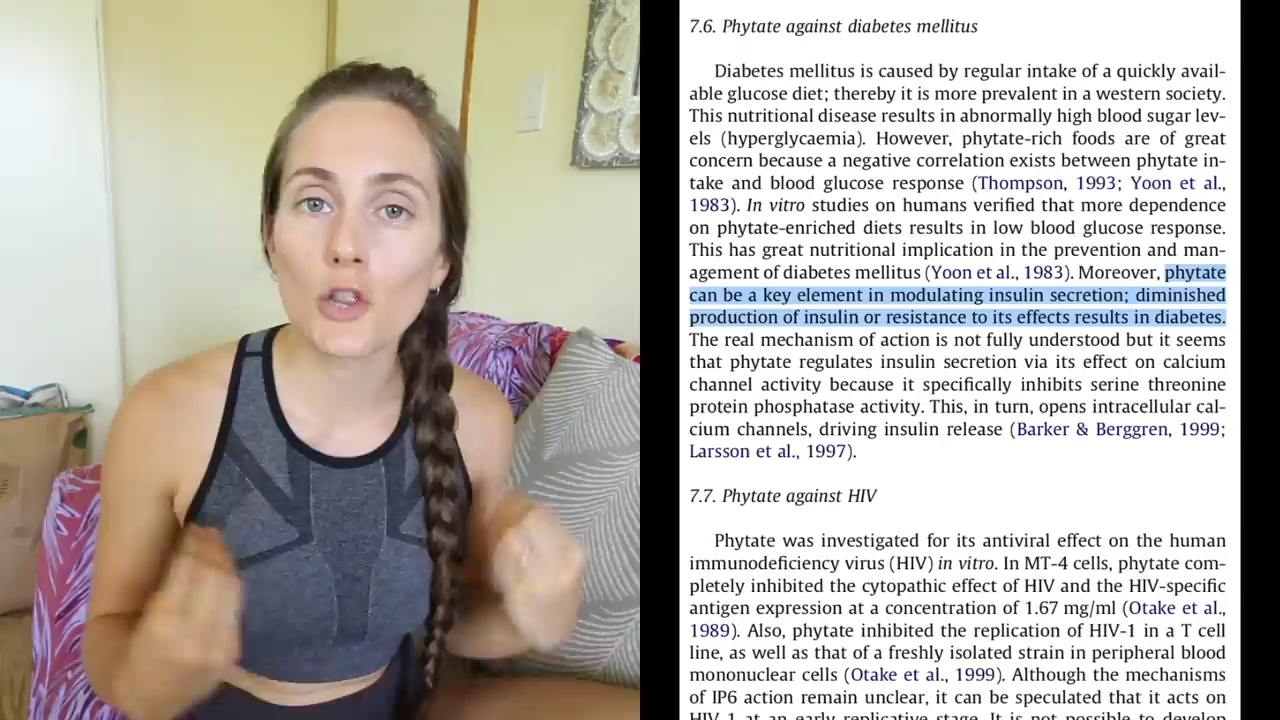 7.6. Phytate against diabetes mellitus
Diabetes mellitus is caused by regular intake of a quickly avail-
able glucose diet; thereby it is more prevalent in a western society.
This nutritional disease results in abnormally high blood sugar lev-
els (hyperglycaemia). However, phytate-rich foods are of great
concern because a negative correlation exists between phytate in-
take and blood glucose response (Thompson, 1993; Yoon et al.,
1983). In vitro studies on humans verified that more dependence
on phytate-enriched diets results in low blood glucose response.
This has great nutritional implication in the prevention and man-
agement of diabetes mellitus (Yoon et al., 1983). Moreover, phytate
can be a key element in modulating insulin secretion; diminished
production of insulin or resistance to its effects results in diabetes.
The real mechanism of action is not fully understood but it seems
that phytate regulates insulin secretion via its effect on calcium
channel activity because it specifically inhibits serine threonine
protein phosphatase activity. This, in turn, opens intracellular cal-
cium channels, driving insulin release (Barker & Berggren, 1999;
Larsson et al., 1997).
7.7. Phytate against HIV
Phytate was investigated for its antiviral effect on the human
immunodeficiency virus (HIV) in vitro. In MT-4 cells, phytate com-
pletely inhibited the cytopathic effect of HIV and the HIV-specific
antigen expression at a concentration of 1.67 mg/ml (Otake et al.,
1989). Also, phytate inhibited the replication of HIV-1 in a T cell
line, as well as that of a freshly isolated strain in peripheral blood
mononuclear cells (Otake et al., 1999). Although the mechanisms
of IP6 action remain unclear, it can be speculated that it acts on
HIV-1 at an early replicative stage. It is not possible to develop